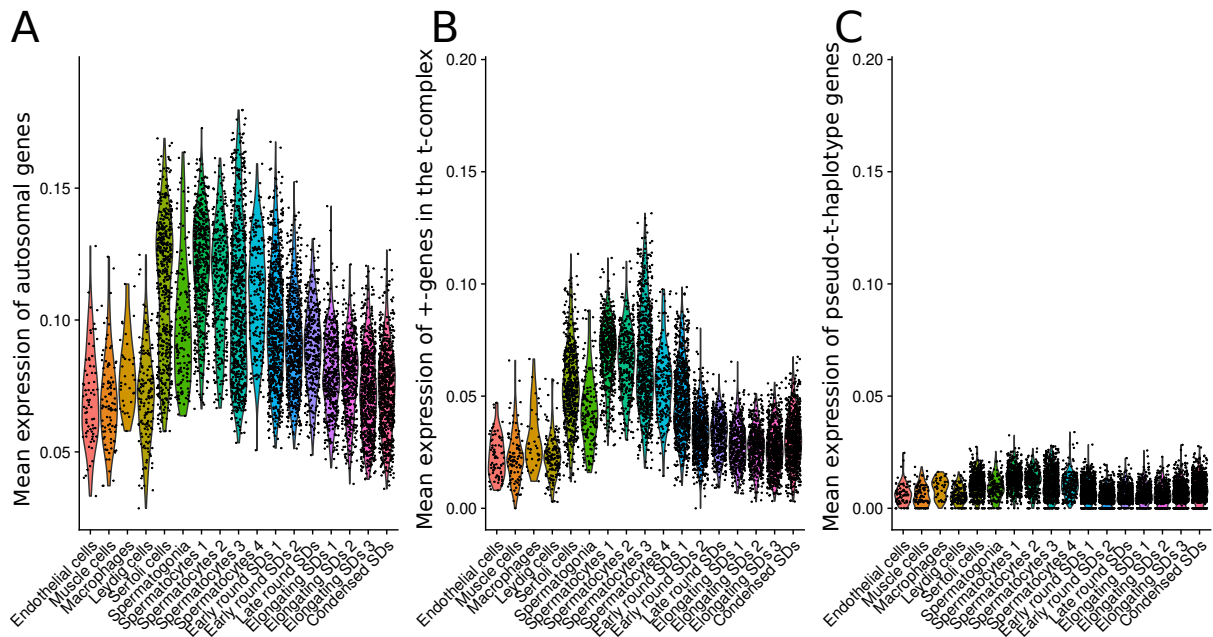 A
B
C
Mean expression of autosomal genes
0.15
0.10
0.05
Endothelial cells
Muscle cells
Macrophages
Leydig cells
Sertoli cells
Spermatogonia
Spermatocytes 1
Spermatocytes 2
Spermatocyes 3
Spermatocytes 4
Early round SDs 1
Early round SDs 2
Late round SDs
Elongating SDs 1
Elongating SDs 2
Elongating SDs 3
Condensed SDs
Mean expression of +-genes in the t-complex
0.20
0.15
0.10
0.05
0.00
Endothelial cells
Muscle cells
Macrophages
Leydig cells
Sertoli cells
Spermatogonia
Spermatocytes 1
Spermatocytes 2
Spermatocyes 3
Spermatocytes 4
Early round SDs 1
Early round SDs 2
Late round SDs
Elongating SDs 1
Elongating SDs 2
Elongating SDs 3
Condensed SDs
Mean expression of pseudo-t-haplotype genes
0.20
0.15
0.10
0.05
0.00
Endothelial cells
Muscle cells
Macrophages
Leydig cells
Sertoli cells
Spermatogonia
Spermatocytes 1
Spermatocytes 2
Spermatocyes 3
Spermatocytes 4
Early round SDs 1
Early round SDs 2
Late round SDs
Elongating SDs 1
Elongating SDs 2
Elongating SDs 3
Condensed SDs